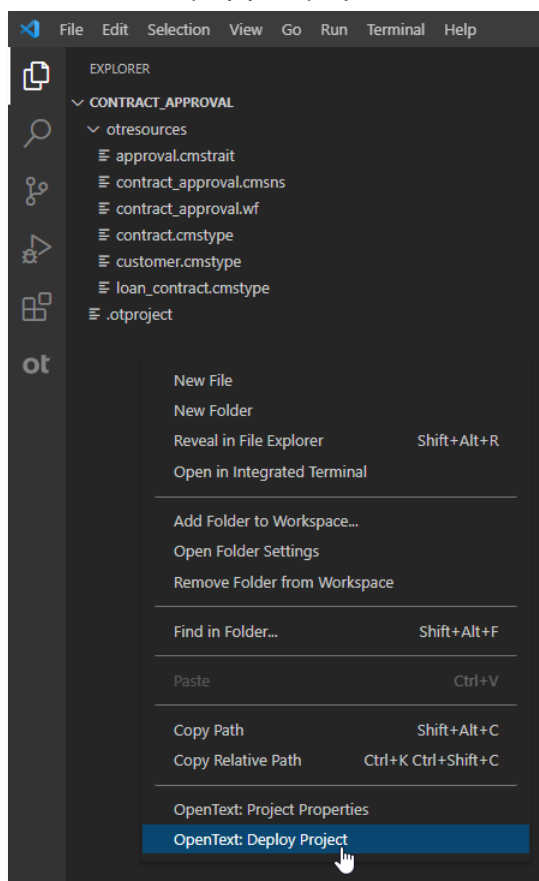 File Edit Selection View Go Run Terminal Help
EXPLORER
CONTRACT_APPROVAL
otresources
approval.cmstrait
contract_approval.cmsns
contract_approval.wf
contract.cmstype
customer.cmstype
loan_contract.cmstype
.otproject
ot
New File
New Folder
Reveal in File Explorer Shift+Alt+R
Open in Integrated Terminal
Add Folder to Workspace...
Open Folder Settings
Remove Folder from Workspace
Find in Folder... Shift+Alt+F
Paste Ctrl+V
Copy Path Shift+Alt+C
Copy Relative Path Ctrl+K Ctrl+Shift+C
OpenText: Project Properties
OpenText: Deploy Project